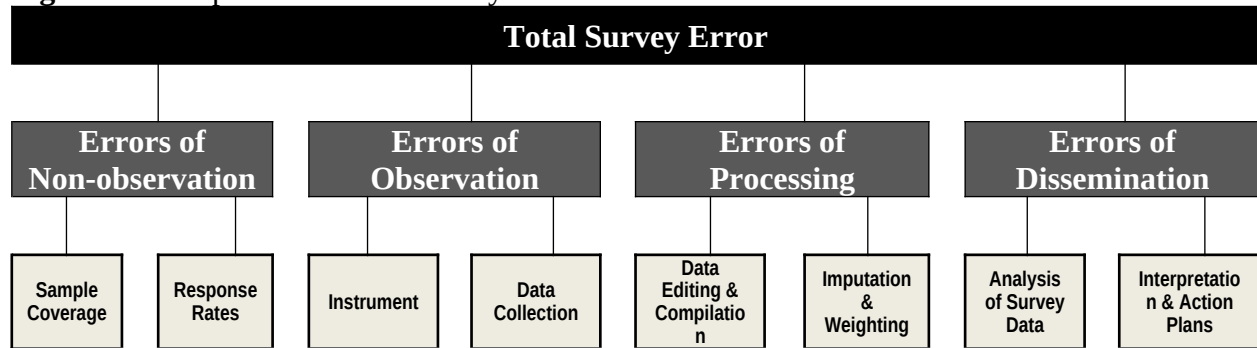 Total Survey Error
Errors of
Non-observation
Errors of
Observation
Errors of
Processing
Errors of
Dissemination
Sample
Coverage
Response
Rates
Instrument
Data
Collection
Data
Editing &
Compilatio
n
Imputation
&
Weighting
Analysis
of Survey
Data
Interpretatio
n & Action
Plans